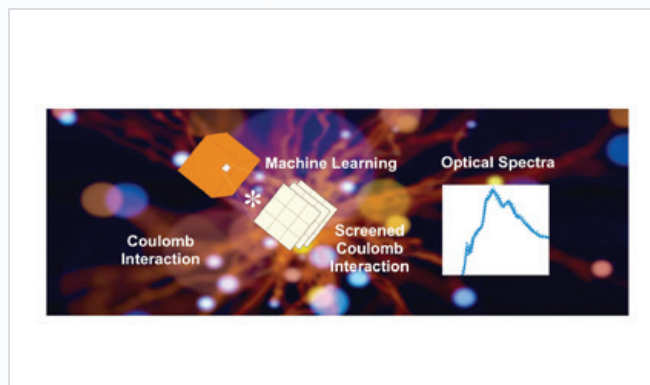 Machine Learning
Optical Spectra
*
Coulomb
Interaction
Screened
Coulomb
Interaction